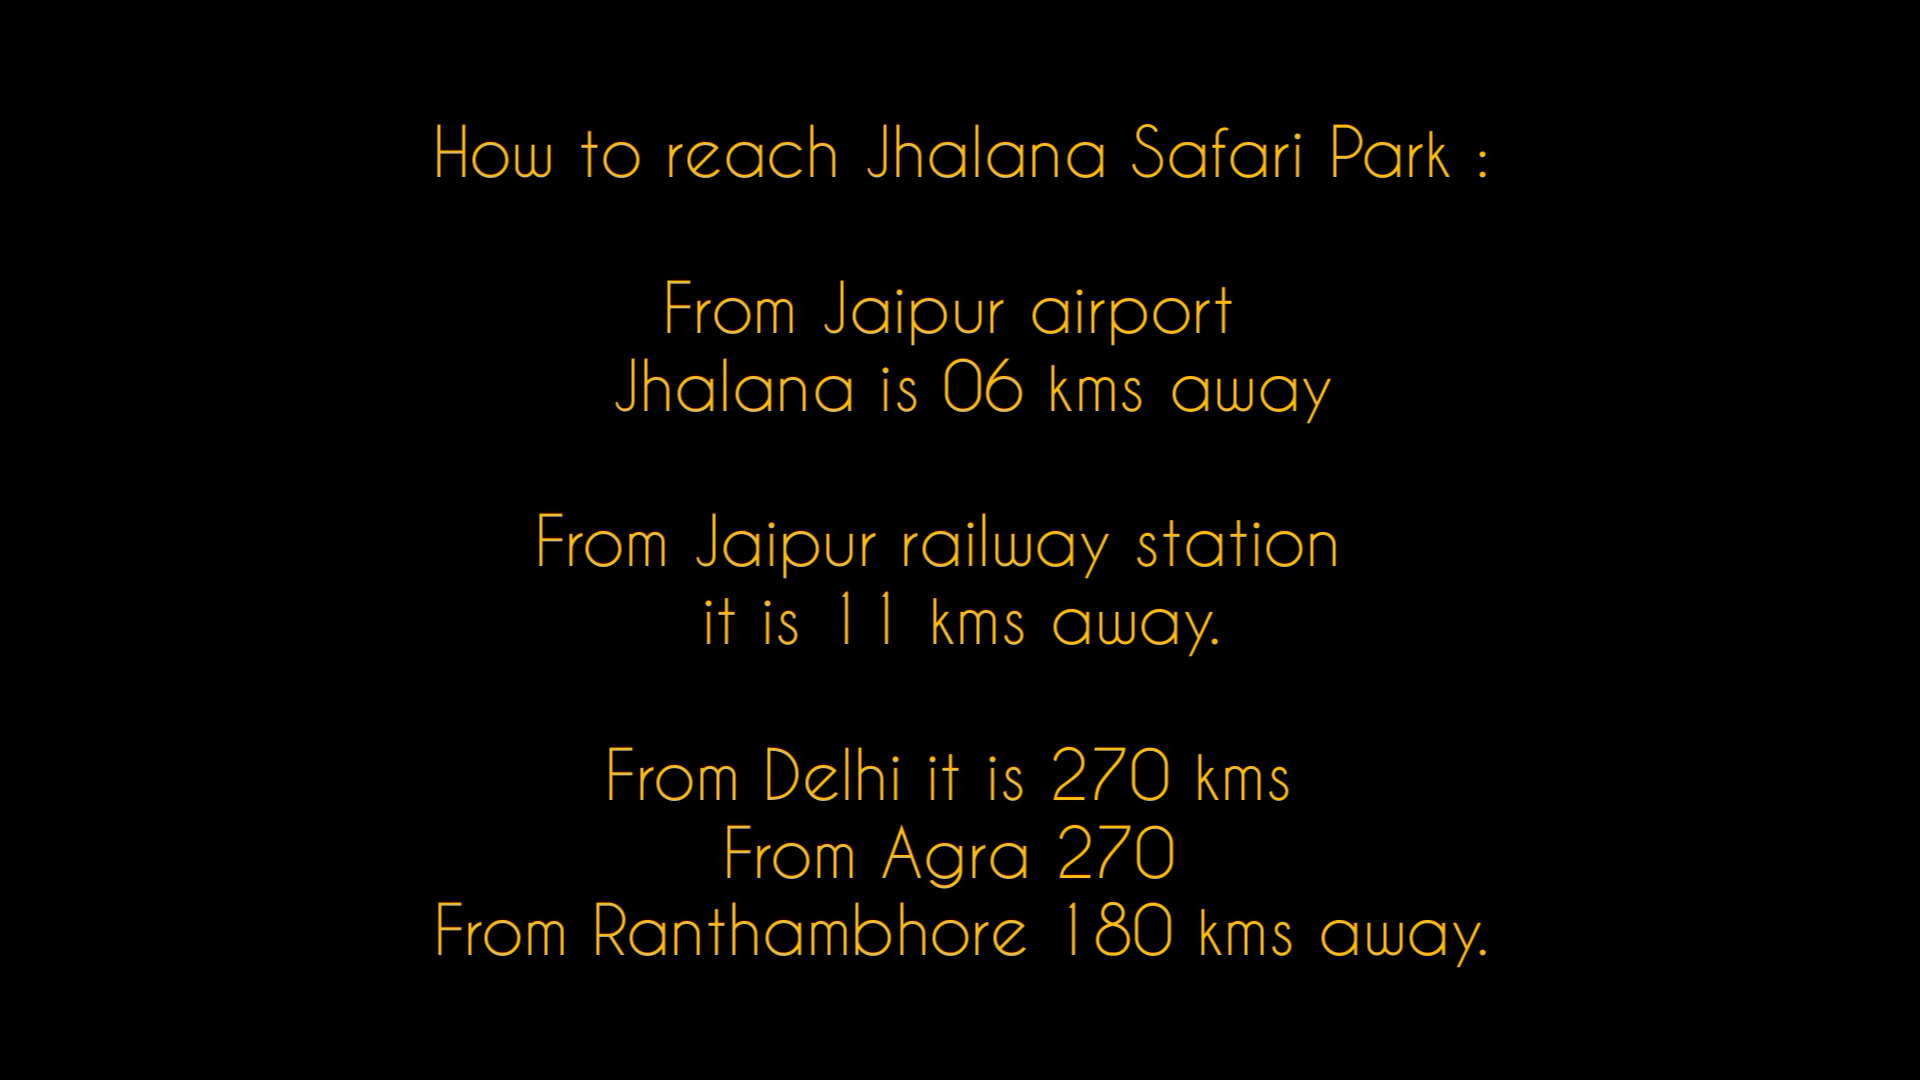 How to reach Jhalana Safari Park :
From Jaipur airport
Jhalana is 06 kms away
From Jaipur railway station
it is 11 kms away.
From Delhi it is 270 kms
From Agra 270
From Ranthambhore 180 kms away.